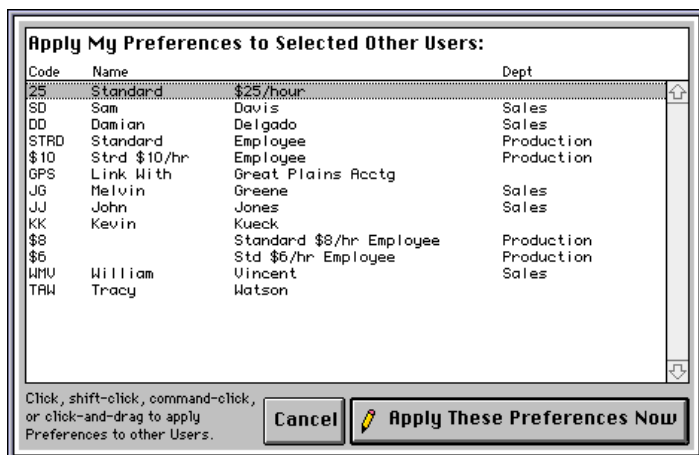 Apply My Preferences to Selected Other Users:
Code Name Dept
25 Standard $25/hour
SD Sam Davis Sales
DD Damian Delgado Sales
STRD Standard Employee Production
$10 Strd $10/hr Employee Production
GPS Link With Great Plains Acctg
JG Melvin Greene Sales
JJ John Jones Sales
KK Kevin Kueck
$8 Standard $8/hr Employee Production
$6 Std $6/hr Employee Production
WMV William Vincent Sales
TAW Tracy Watson
Click, shift-click, command-click,
or click-and-drag to apply
Preferences to other Users.
Cancel
Apply These Preferences Now